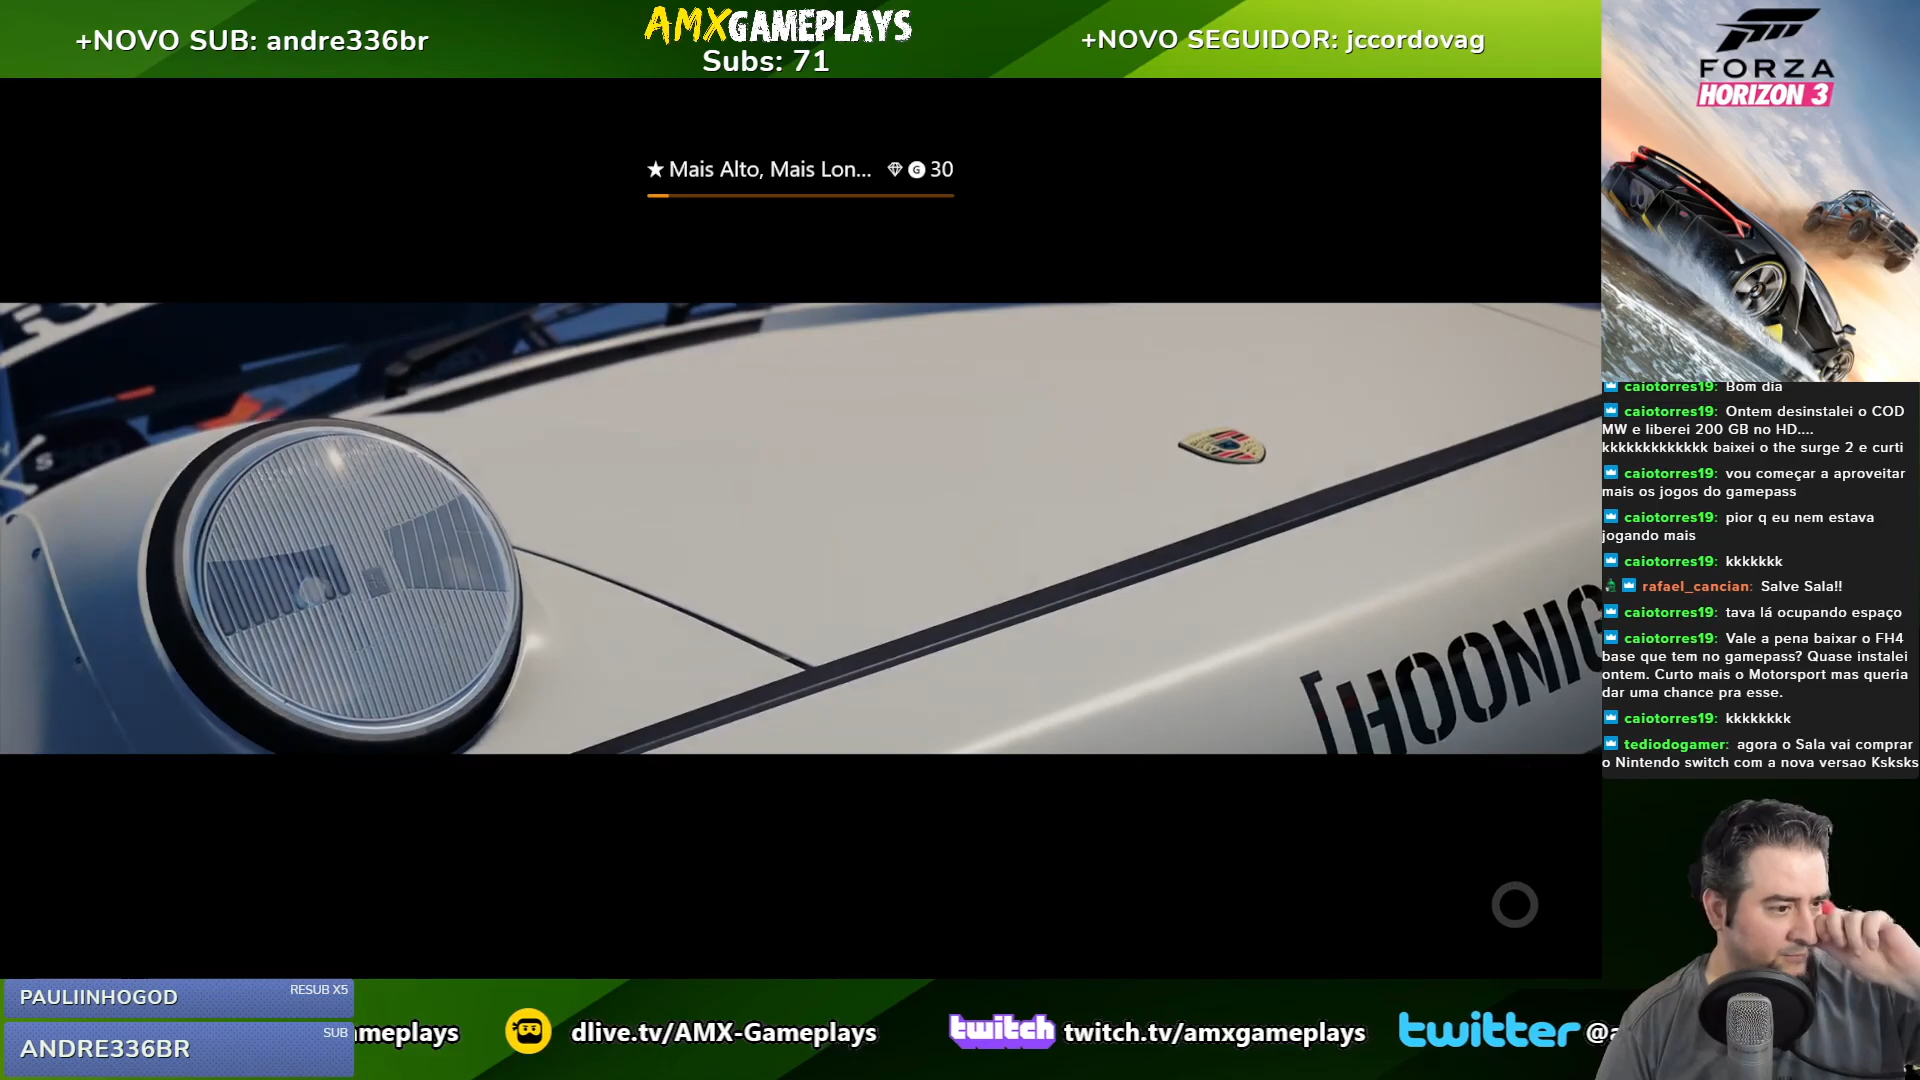 +NOVO SUB: andre336br
AMXGAMEPLAYS
Subs: 71
+NOVO SEGUIDOR: jccordovag
FORZA
HORIZON 3
★ Mais Alto, Mais Lon... G 30
[HOONIG
caiotorres19: Bom dia
caiotorres19: Ontem desinstalei o COD
MW e liberei 200 GB no HD....
kkkkkkkkkkkkk baixei o the surge 2 e curti
caiotorres19: vou começar a aproveitar
mais os jogos do gamepass
caiotorres19: pior q eu nem estava
jogando mais
caiotorres19: kkkkkkk
rafael_cancian: Salve Sala!!
caiotorres19: tava lá ocupando espaço
caiotorres19: Vale a pena baixar o FH4
base que tem no gamepass? Quase instalei
ontem. Curto mais o Motorsport mas queria
dar uma chance pra esse.
caiotorres19: kkkkkkkk
tediodogamer: agora o Sala vai comprar
o Nintendo switch com a nova versao Ksksks
PAULIINHOGOD RESUB X5
ANDRE336BR SUB
ameplays
dlive.tv/AMX-Gameplays
twitch twitch.tv/amxgameplays
twitter @a